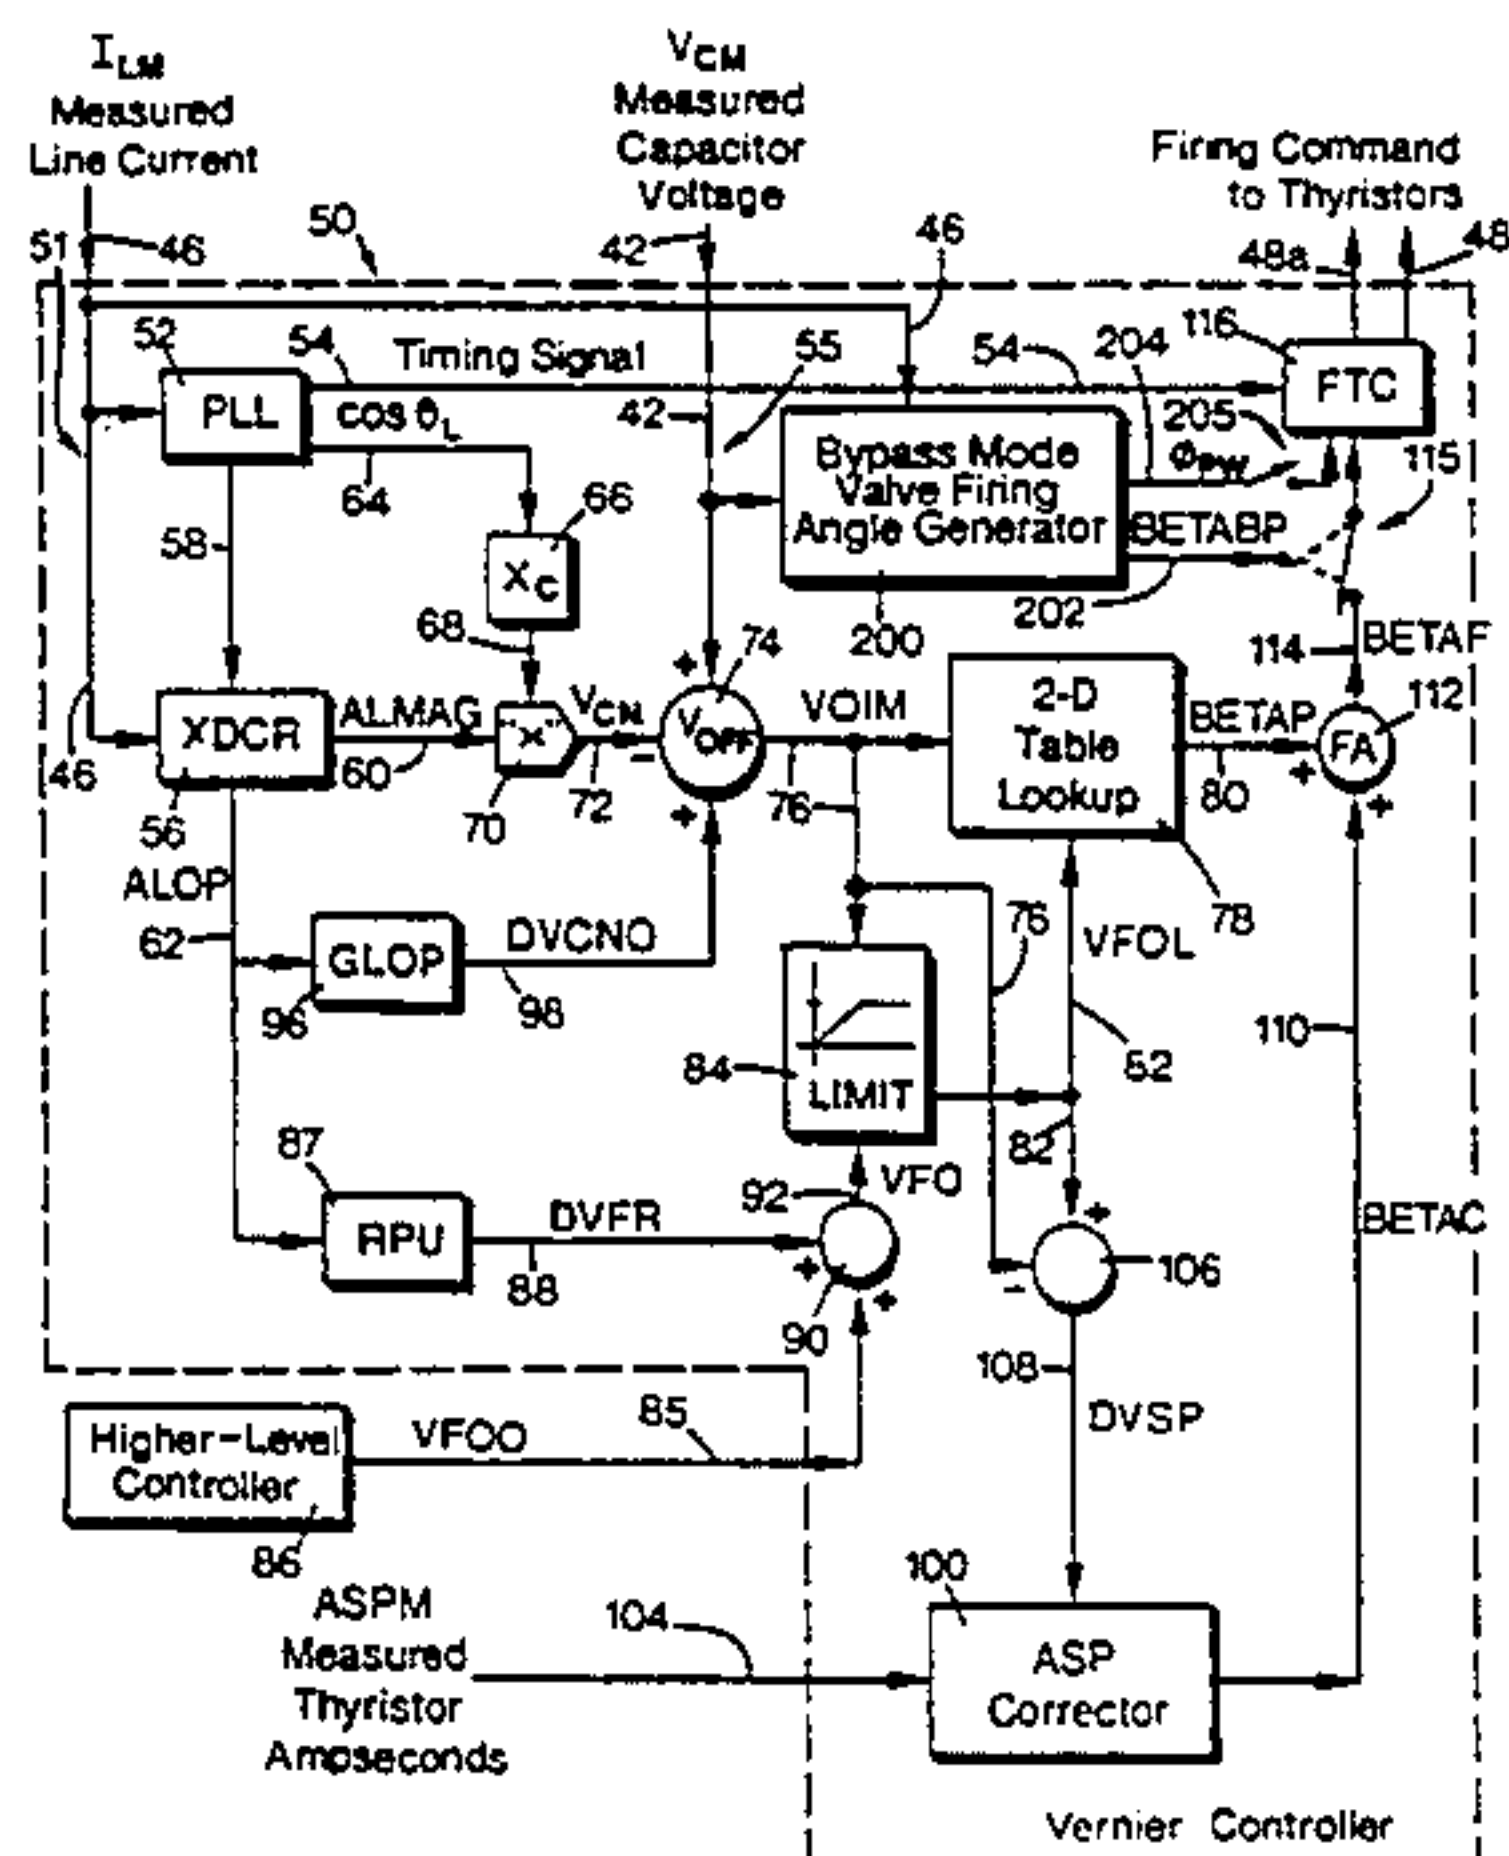 I_LM
Measured
Line Current
V_CM
Measured
Capacitor
Voltage
Firing Command
to Thyristors
51
46
50
42
46
48a
48
52
54
Timing Signal
55
54
204
116
PLL
cos θ_L
42
FTC
205
Bypass Mode
Valve Firing
Angle Generator
115
64
66
58
X_C
BETABP
202
200
68
74
114
BETAF
+
2-D
Table
Lookup
112
XDCR
ALMAG
X
V_CN
V_OFF
VOIM
BETAP
FA
46
60
-
72
76
80
+
+
56
70
+
ALOP
78
76
VFOL
62
GLOP
DVCNO
96
98
110
84
LIMIT
52
82
87
92
VFO
RPU
DVFR
+
BETAC
88
+
+
90
-
106
108
DVSP
Higher-Level
Controller
VFOO
85
86
100
ASPM
Measured
Thyristor
Ampseconds
104
ASP
Corrector
Vernier Controller